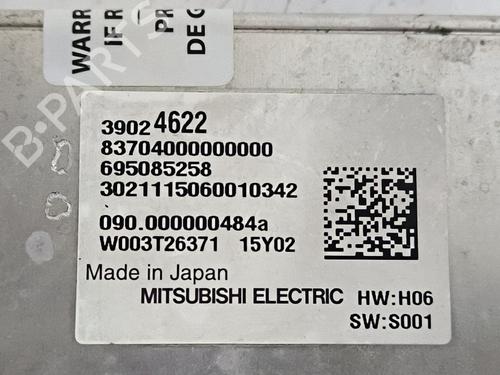 WARR
IF R
PR
DE G
B-PARTS
39024622
83704000000000
695085258
3021115060010342
090.000000484a
W003T26371 15Y02
Made in Japan
MITSUBISHI ELECTRIC HW:H06
SW:S001